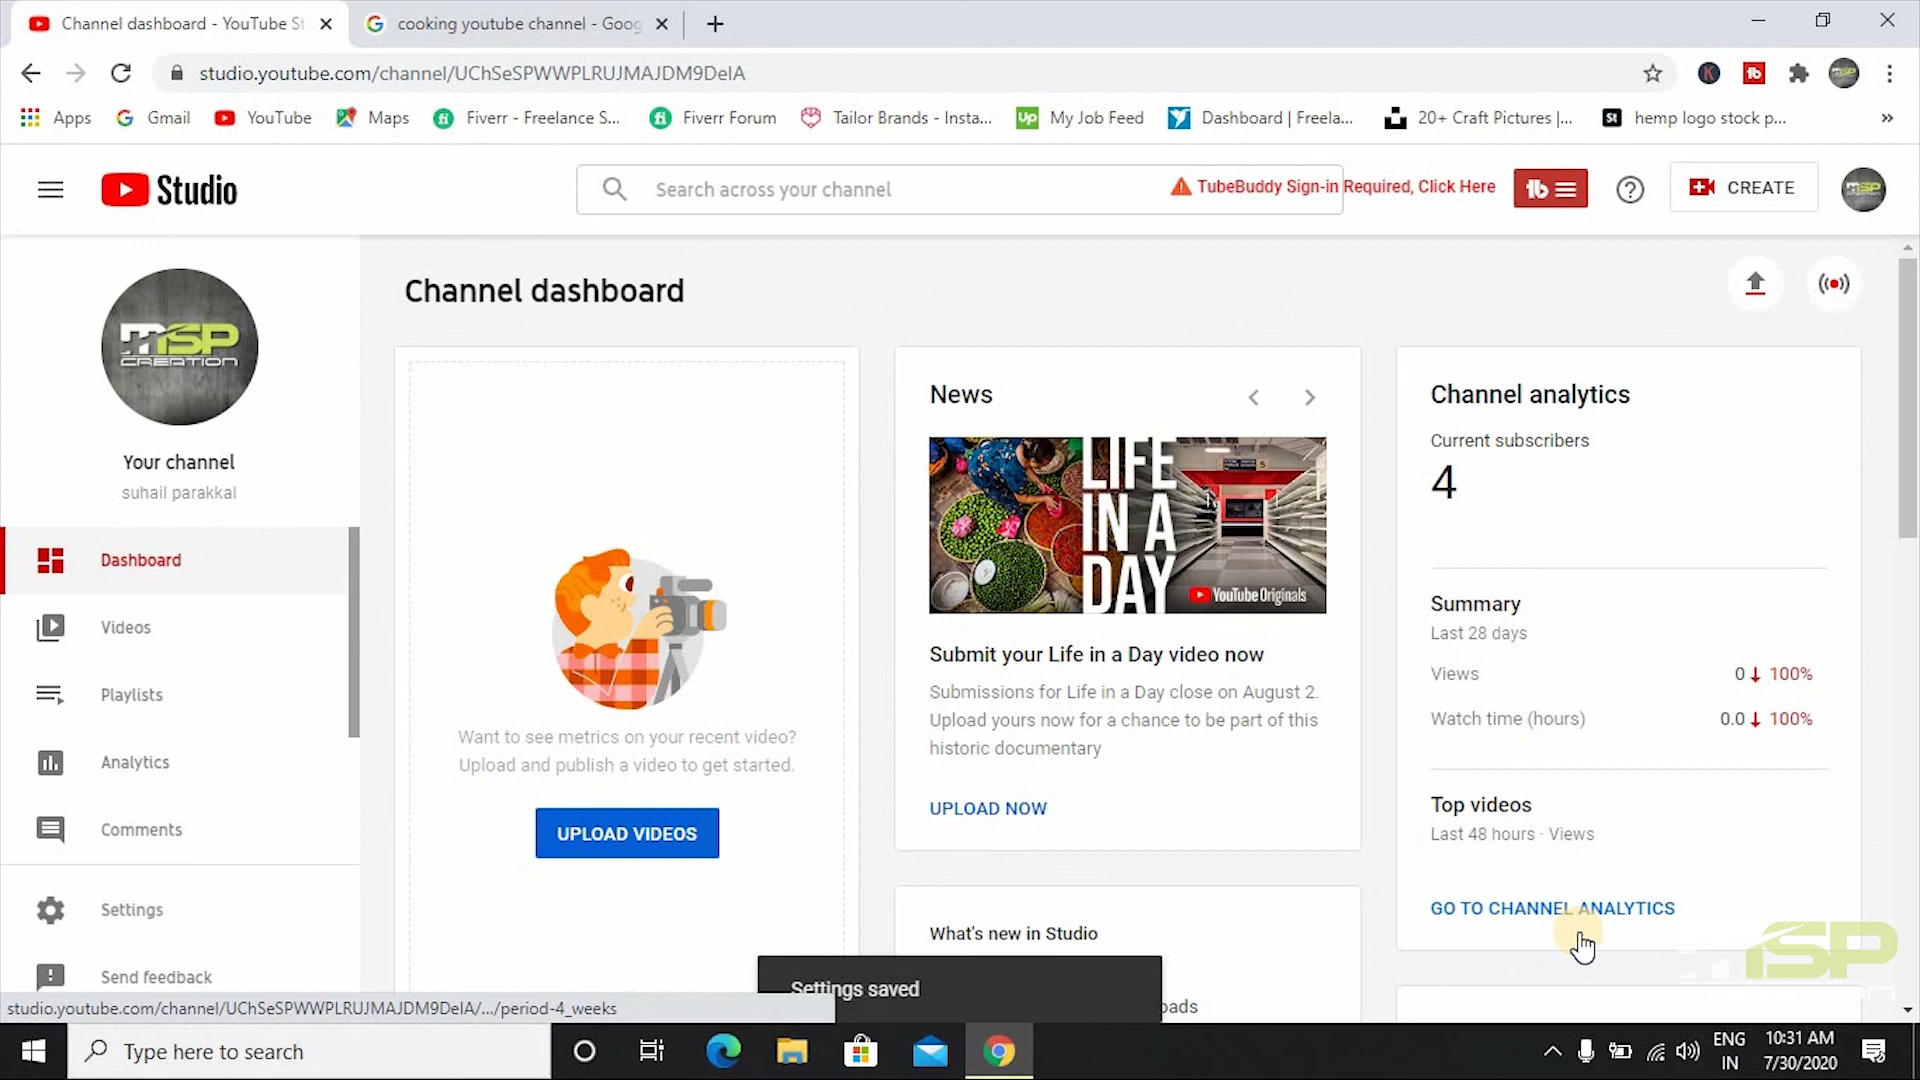 Channel dashboard - YouTube St
cooking youtube channel - Goog
studio.youtube.com/channel/UChSeSPWWPLRUJMAJDM9DeIA
Apps
Gmail
YouTube
Maps
Fiverr - Freelance S...
Fiverr Forum
Tailor Brands - Insta...
My Job Feed
Dashboard | Freela...
20+ Craft Pictures |...
hemp logo stock p...
Studio
Search across your channel
TubeBuddy Sign-in Required, Click Here
CREATE
MSP
CREATION
Your channel
suhail parakkal
Dashboard
Videos
Playlists
Analytics
Comments
Settings
Send feedback
Channel dashboard
Want to see metrics on your recent video?
Upload and publish a video to get started.
UPLOAD VIDEOS
News
LIFE
IN A
DAY
YouTube Originals
Submit your Life in a Day video now
Submissions for Life in a Day close on August 2.
Upload yours now for a chance to be part of this
historic documentary
UPLOAD NOW
What's new in Studio
Channel analytics
Current subscribers
4
Summary
Last 28 days
Views 0 100%
Watch time (hours) 0.0 100%
Top videos
Last 48 hours · Views
GO TO CHANNEL ANALYTICS
Settings saved
studio.youtube.com/channel/UChSeSPWWPLRUJMAJDM9DeIA/.../period-4_weeks
Type here to search
ENG
IN
10:31 AM
7/30/2020